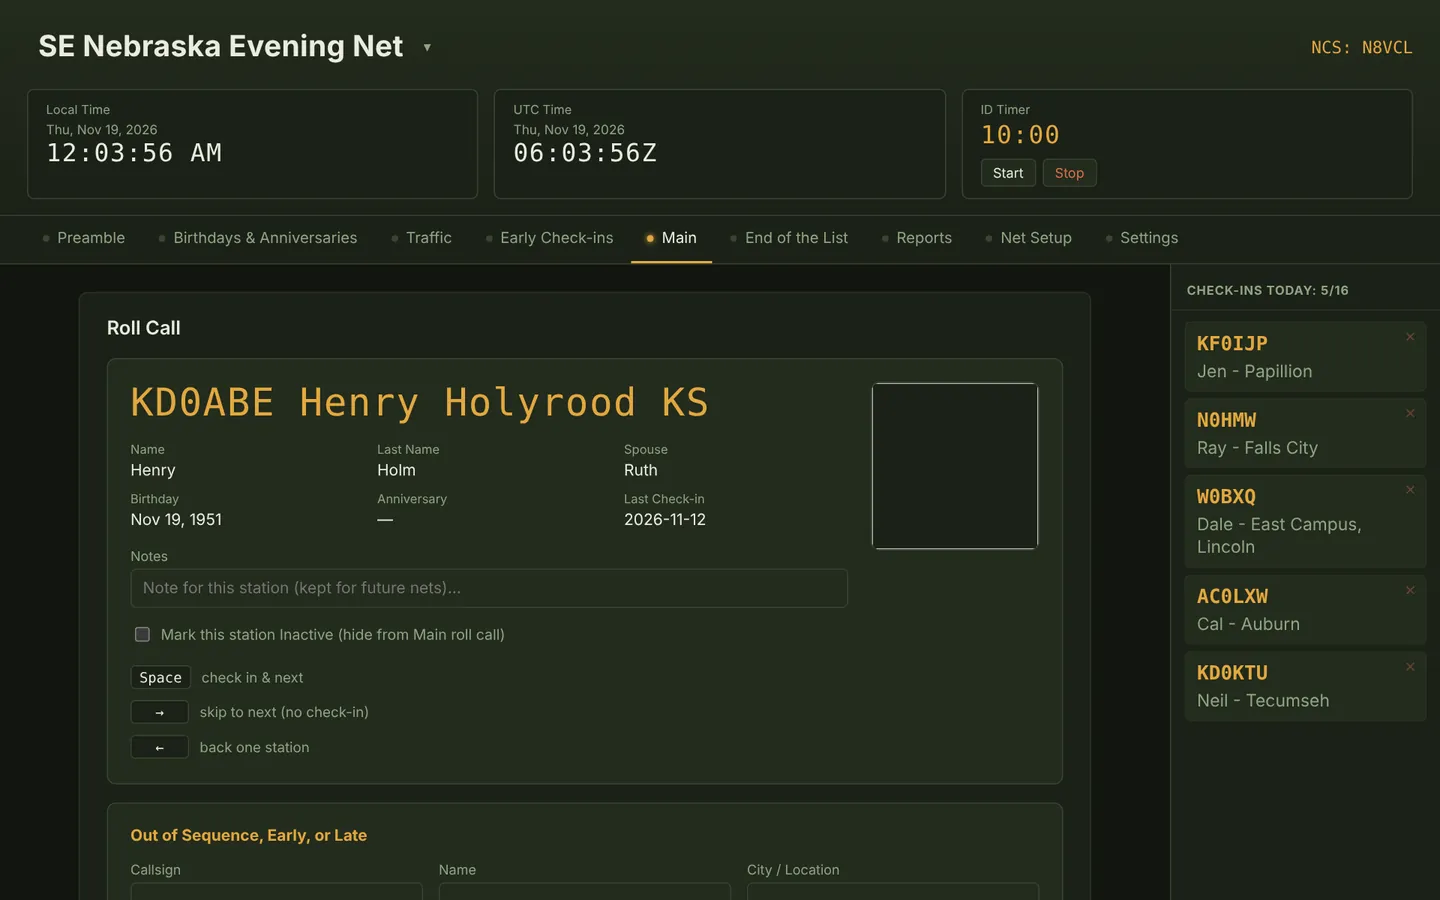 SE Nebraska Evening Net ▾
NCS: N8VCL
Local Time
Thu, Nov 19, 2026
12:03:56 AM
UTC Time
Thu, Nov 19, 2026
06:03:56Z
ID Timer
10:00
Start Stop
Preamble Birthdays & Anniversaries Traffic Early Check-ins Main End of the List Reports Net Setup Settings
Roll Call
KD0ABE Henry Holyrood KS
Name Last Name Spouse
Henry Holm Ruth
Birthday Anniversary Last Check-in
Nov 19, 1951 — 2026-11-12
Notes
Note for this station (kept for future nets)...
Mark this station Inactive (hide from Main roll call)
Space check in & next
→ skip to next (no check-in)
← back one station
Out of Sequence, Early, or Late
Callsign Name City / Location
CHECK-INS TODAY: 5/16
KF0IJP ×
Jen - Papillion
N0HMW ×
Ray - Falls City
W0BXQ ×
Dale - East Campus,
Lincoln
AC0LXW ×
Cal - Auburn
KD0KTU ×
Neil - Tecumseh